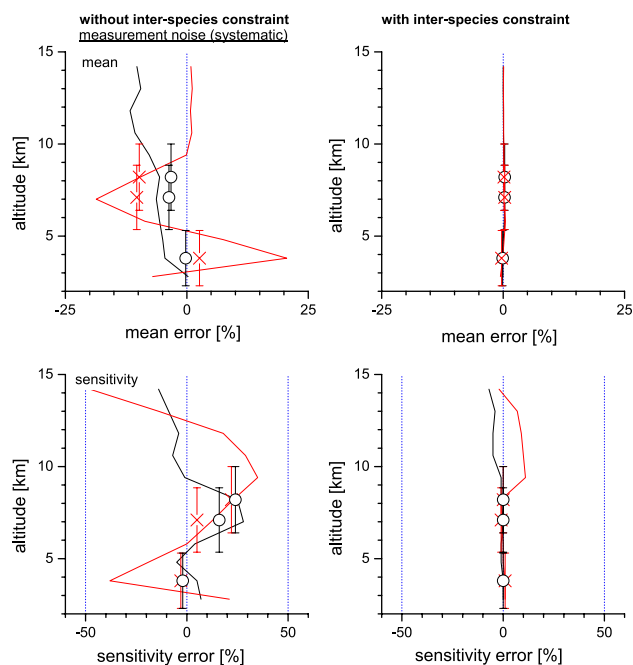 without inter-species constraint
with inter-species constraint
measurement noise (systematic)
mean
15
10
5
altitude [km]
-25
0
25
mean error [%]
15
10
5
altitude [km]
-25
0
25
mean error [%]
sensitivity
15
10
5
altitude [km]
-50
0
50
sensitivity error [%]
15
10
5
altitude [km]
-50
0
50
sensitivity error [%]